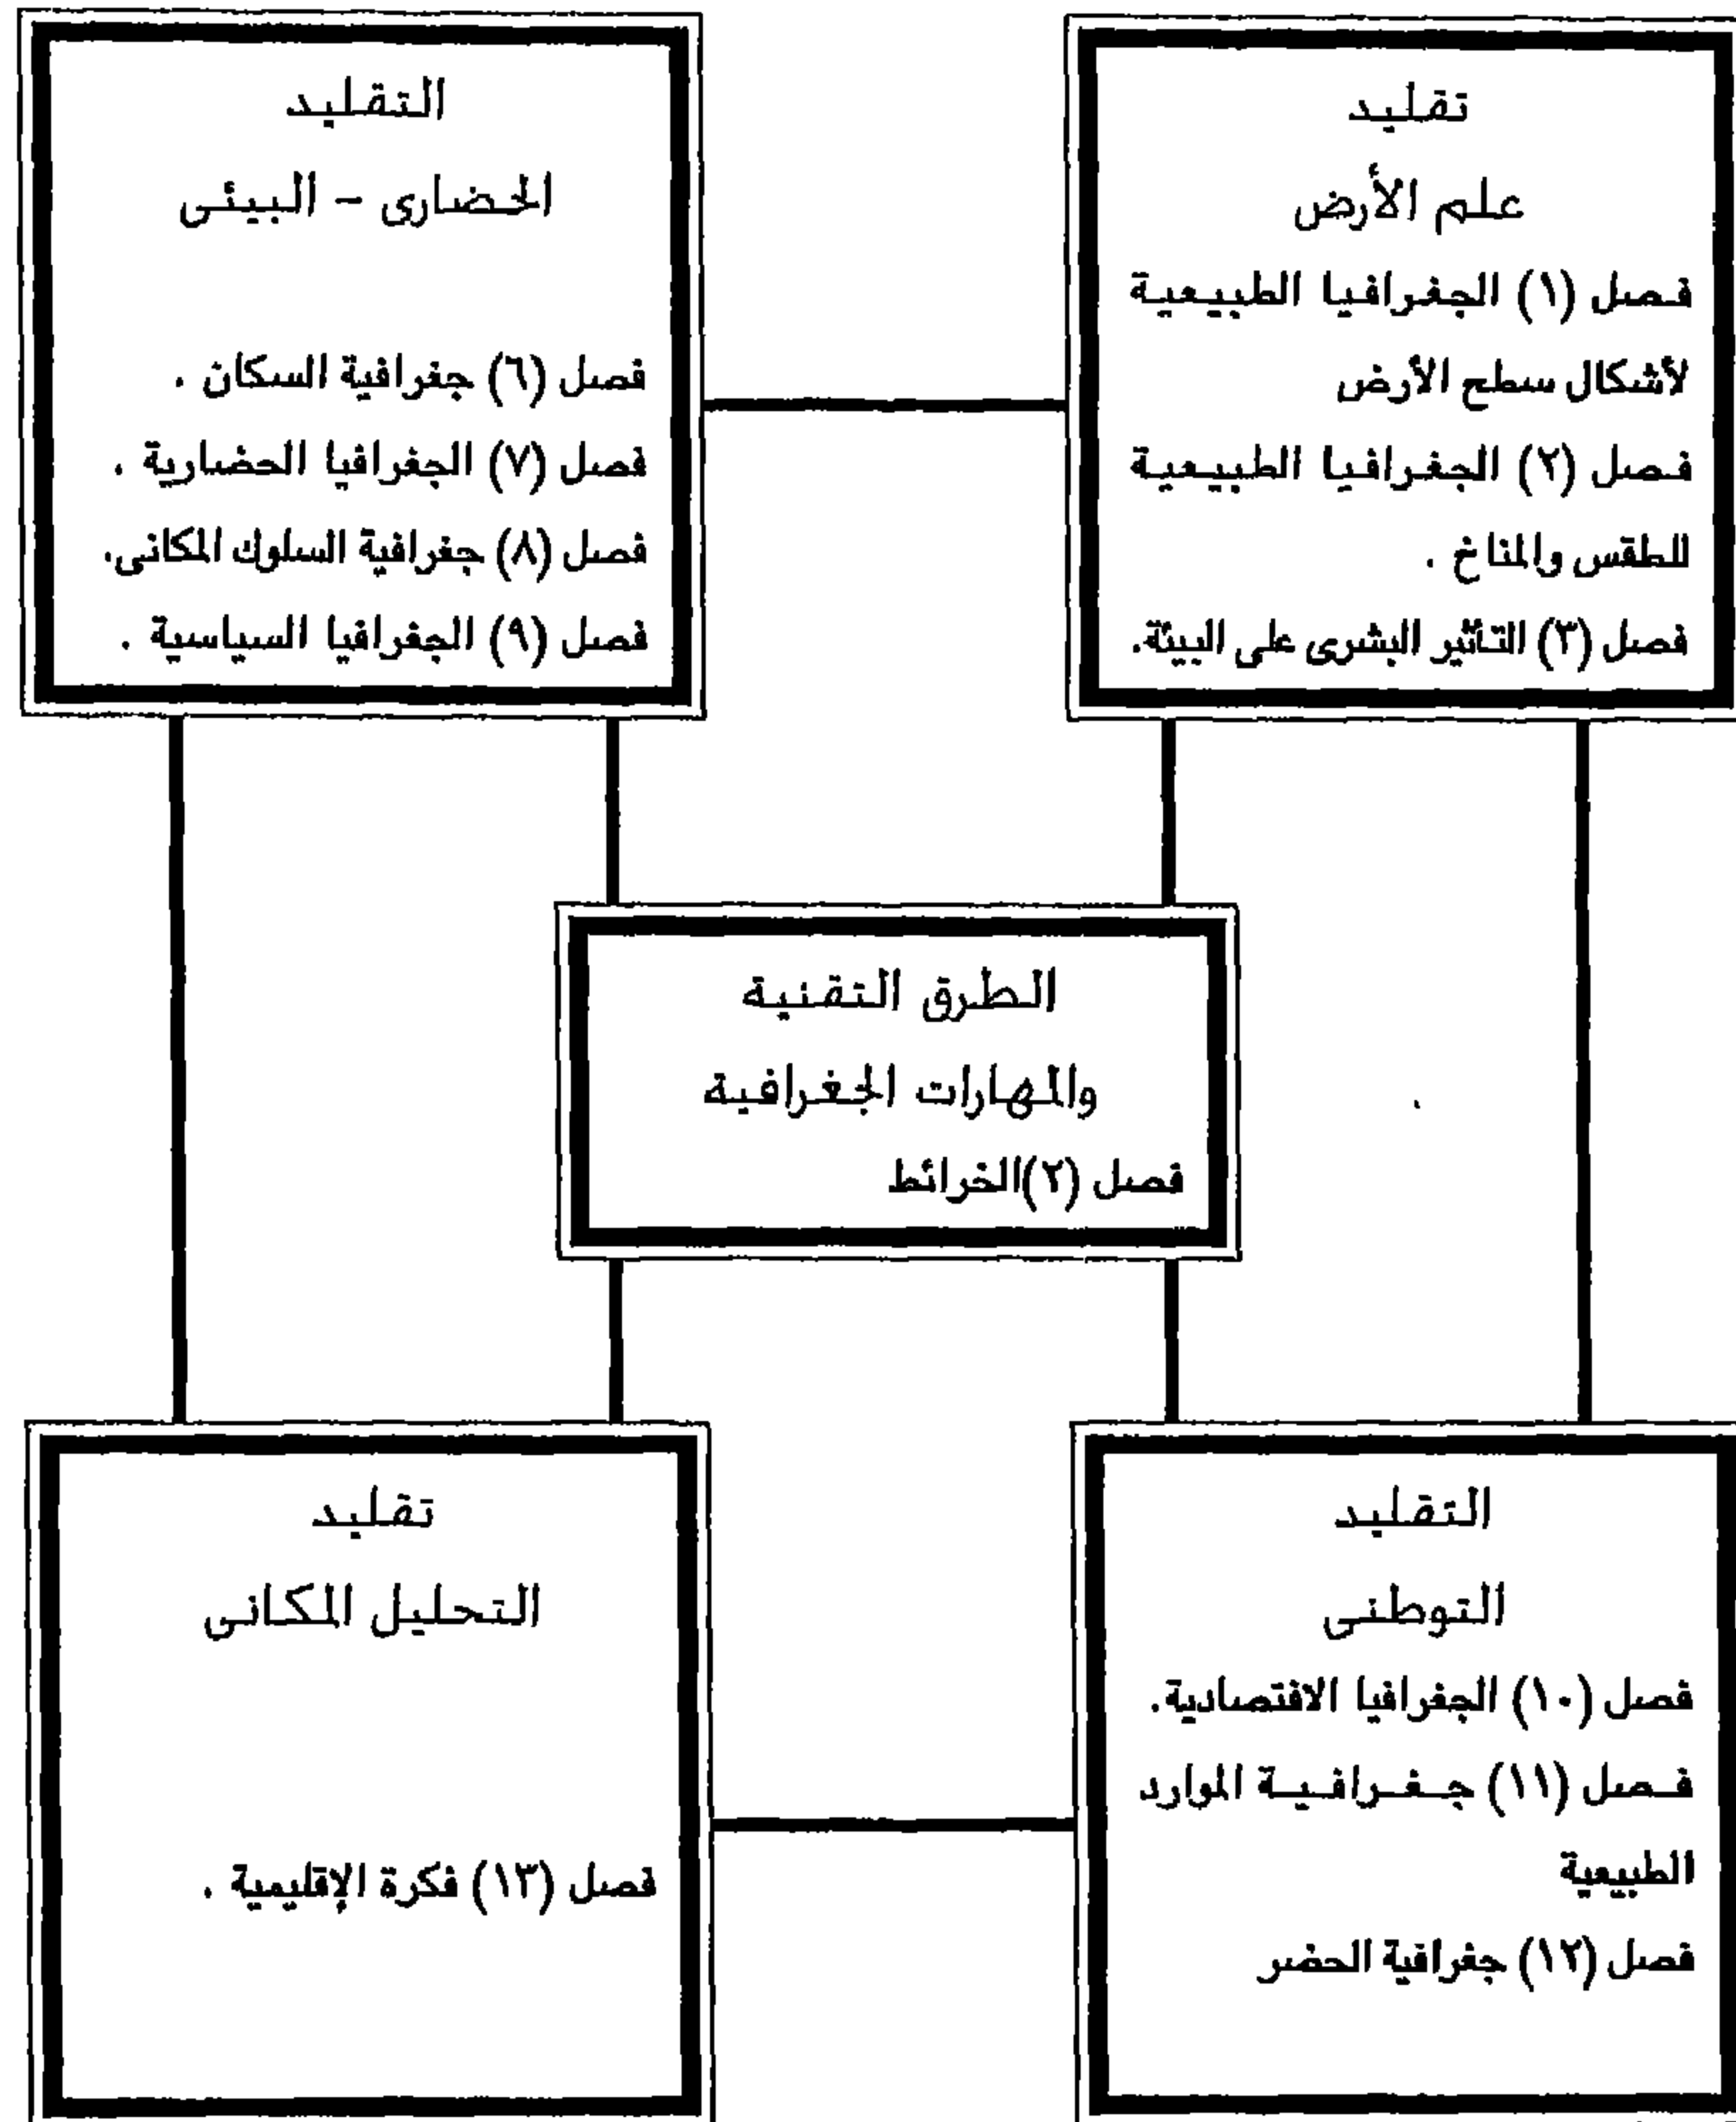 تقليد
علم الأرض
فصل (١) الجغرافيا الطبيعية
لأشكال سطح الأرض
فصل (٢) الجغرافيا الطبيعية
للطقس والمناخ .
فصل (٣) التأثير البشرى على البيئة.
التقليد
الحضارى - البيئى
فصل (٦) جغرافية السكان .
فصل (٧) الجغرافيا الحضارية .
فصل (٨) جغرافية السلوك المكانى.
فصل (٩) الجغرافيا السياسية .
الطرق التقنية
والمهارات الجغرافية
فصل (٢)الخرائط
التقليد
التوطنى
فصل (١٠) الجغرافيا الاقتصادية.
فصل (١١) جغرافية الموارد
الطبيعية
فصل (١٢) جغرافية الحضر
تقليد
التحليل المكانى
فصل (١٣) فكرة الإقليمية .